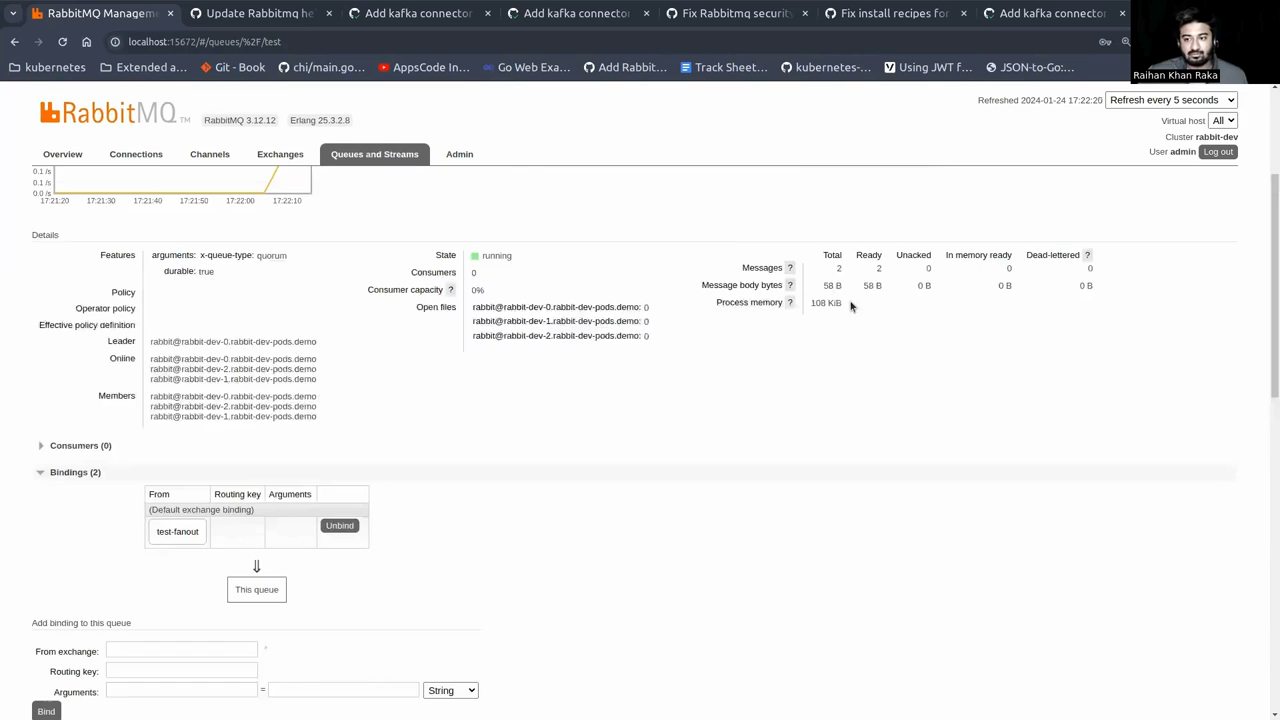 RabbitMQ Manageme
Update Rabbitmq he
Add kafka connector
Add kafka connector
Fix Rabbitmq security
Fix install recipes for
Add kafka connector
localhost:15672/#/queues/%2F/test
kubernetes
Extended a...
Git - Book
chi/main.go...
AppsCode In...
Go Web Exa...
Add Rabbit...
Track Sheet...
kubernetes-...
Using JWT f...
JSON-to-Go:...
Raihan Khan Raka
RabbitMQ TM
RabbitMQ 3.12.12
Erlang 25.3.2.8
Refreshed 2024-01-24 17:22:20
Refresh every 5 seconds
Virtual host All
Cluster rabbit-dev
User admin Log out
Overview
Connections
Channels
Exchanges
Queues and Streams
Admin
0.1 /s
0.1 /s
0.0 /s
17:21:20 17:21:30 17:21:40 17:21:50 17:22:00 17:22:10
Details
Features arguments: x-queue-type: quorum
durable: true
Policy
Operator policy
Effective policy definition
Leader rabbit@rabbit-dev-0.rabbit-dev-pods.demo
Online rabbit@rabbit-dev-0.rabbit-dev-pods.demo
rabbit@rabbit-dev-2.rabbit-dev-pods.demo
rabbit@rabbit-dev-1.rabbit-dev-pods.demo
Members rabbit@rabbit-dev-0.rabbit-dev-pods.demo
rabbit@rabbit-dev-2.rabbit-dev-pods.demo
rabbit@rabbit-dev-1.rabbit-dev-pods.demo
State running
Consumers 0
Consumer capacity ? 0%
Open files rabbit@rabbit-dev-0.rabbit-dev-pods.demo: 0
rabbit@rabbit-dev-1.rabbit-dev-pods.demo: 0
rabbit@rabbit-dev-2.rabbit-dev-pods.demo: 0
Total Ready Unacked In memory ready Dead-lettered ?
Messages ? 2 2 0 0 0
Message body bytes ? 58 B 58 B 0 B 0 B 0 B
Process memory ? 108 KiB
Consumers (0)
Bindings (2)
From Routing key Arguments
(Default exchange binding)
test-fanout Unbind
⇓
This queue
Add binding to this queue
From exchange: *
Routing key:
Arguments: = String
Bind